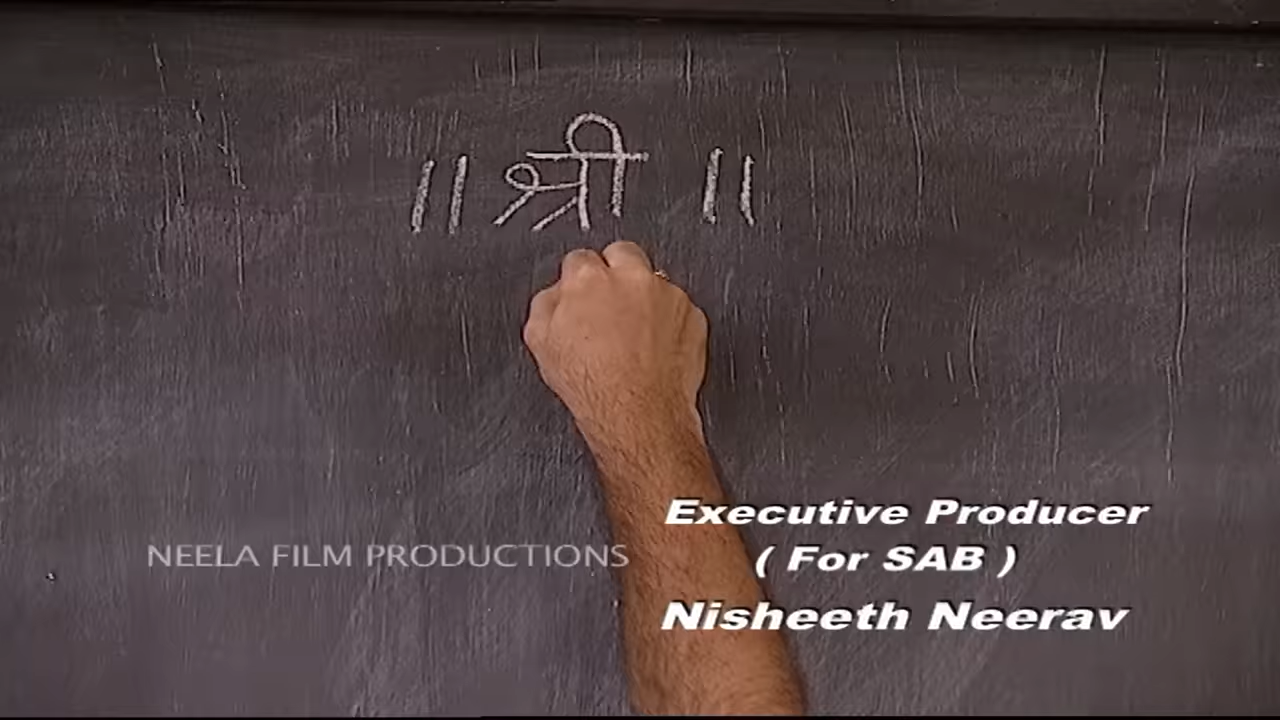 ॥ श्री ॥
Executive Producer
NEELA FILM PRODUCTIONS
( For SAB )
Nisheeth Neerav